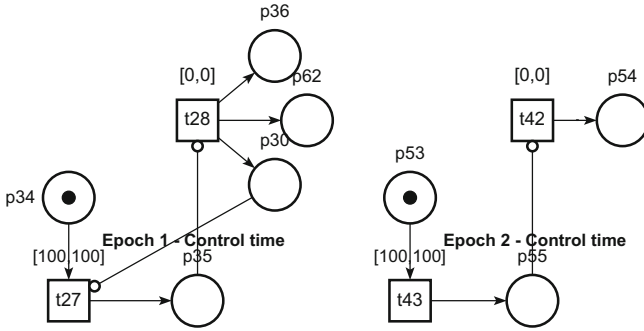 p36
[0,0]
p62
t28
p30
p34
Epoch 1 - Control time
[100,100]
p35
t27
[0,0]
p54
t42
p53
Epoch 2 - Control time
[100,100]
p55
t43